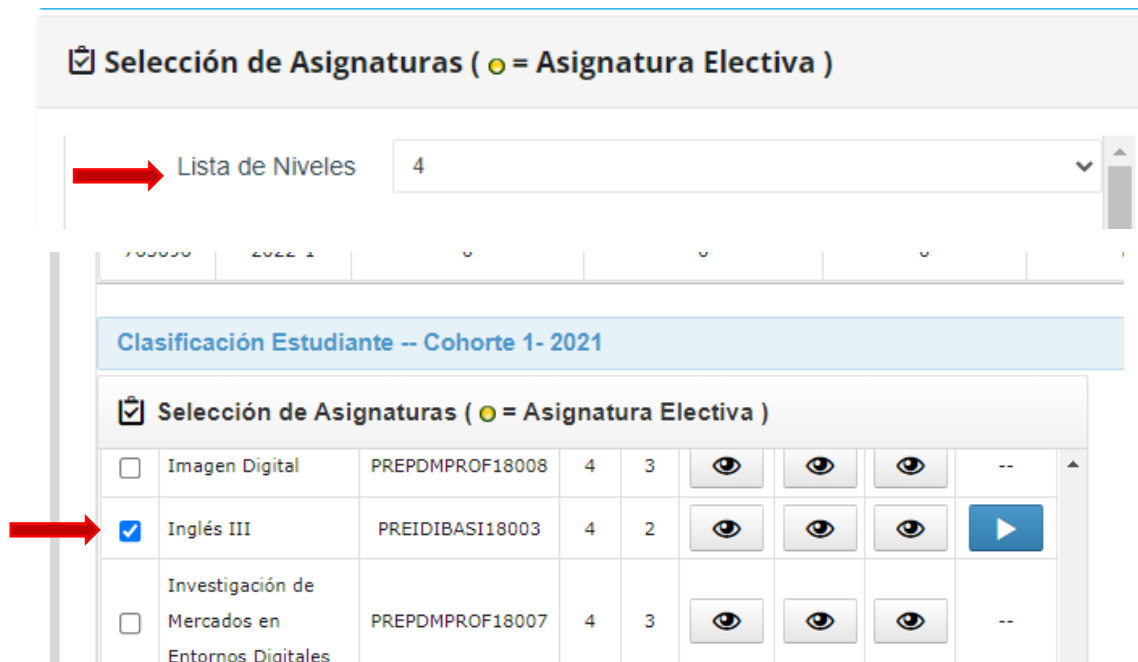 Selección de Asignaturas ( = Asignatura Electiva )
Lista de Niveles 4
2022-1
Clasificación Estudiante -- Cohorte 1- 2021
Selección de Asignaturas ( = Asignatura Electiva )
Imagen Digital PREPDMPROF18008 4 3 --
Inglés III PREIDIBASI18003 4 2
Investigación de
Mercados en PREPDMPROF18007 4 3 --
Entornos Digitales